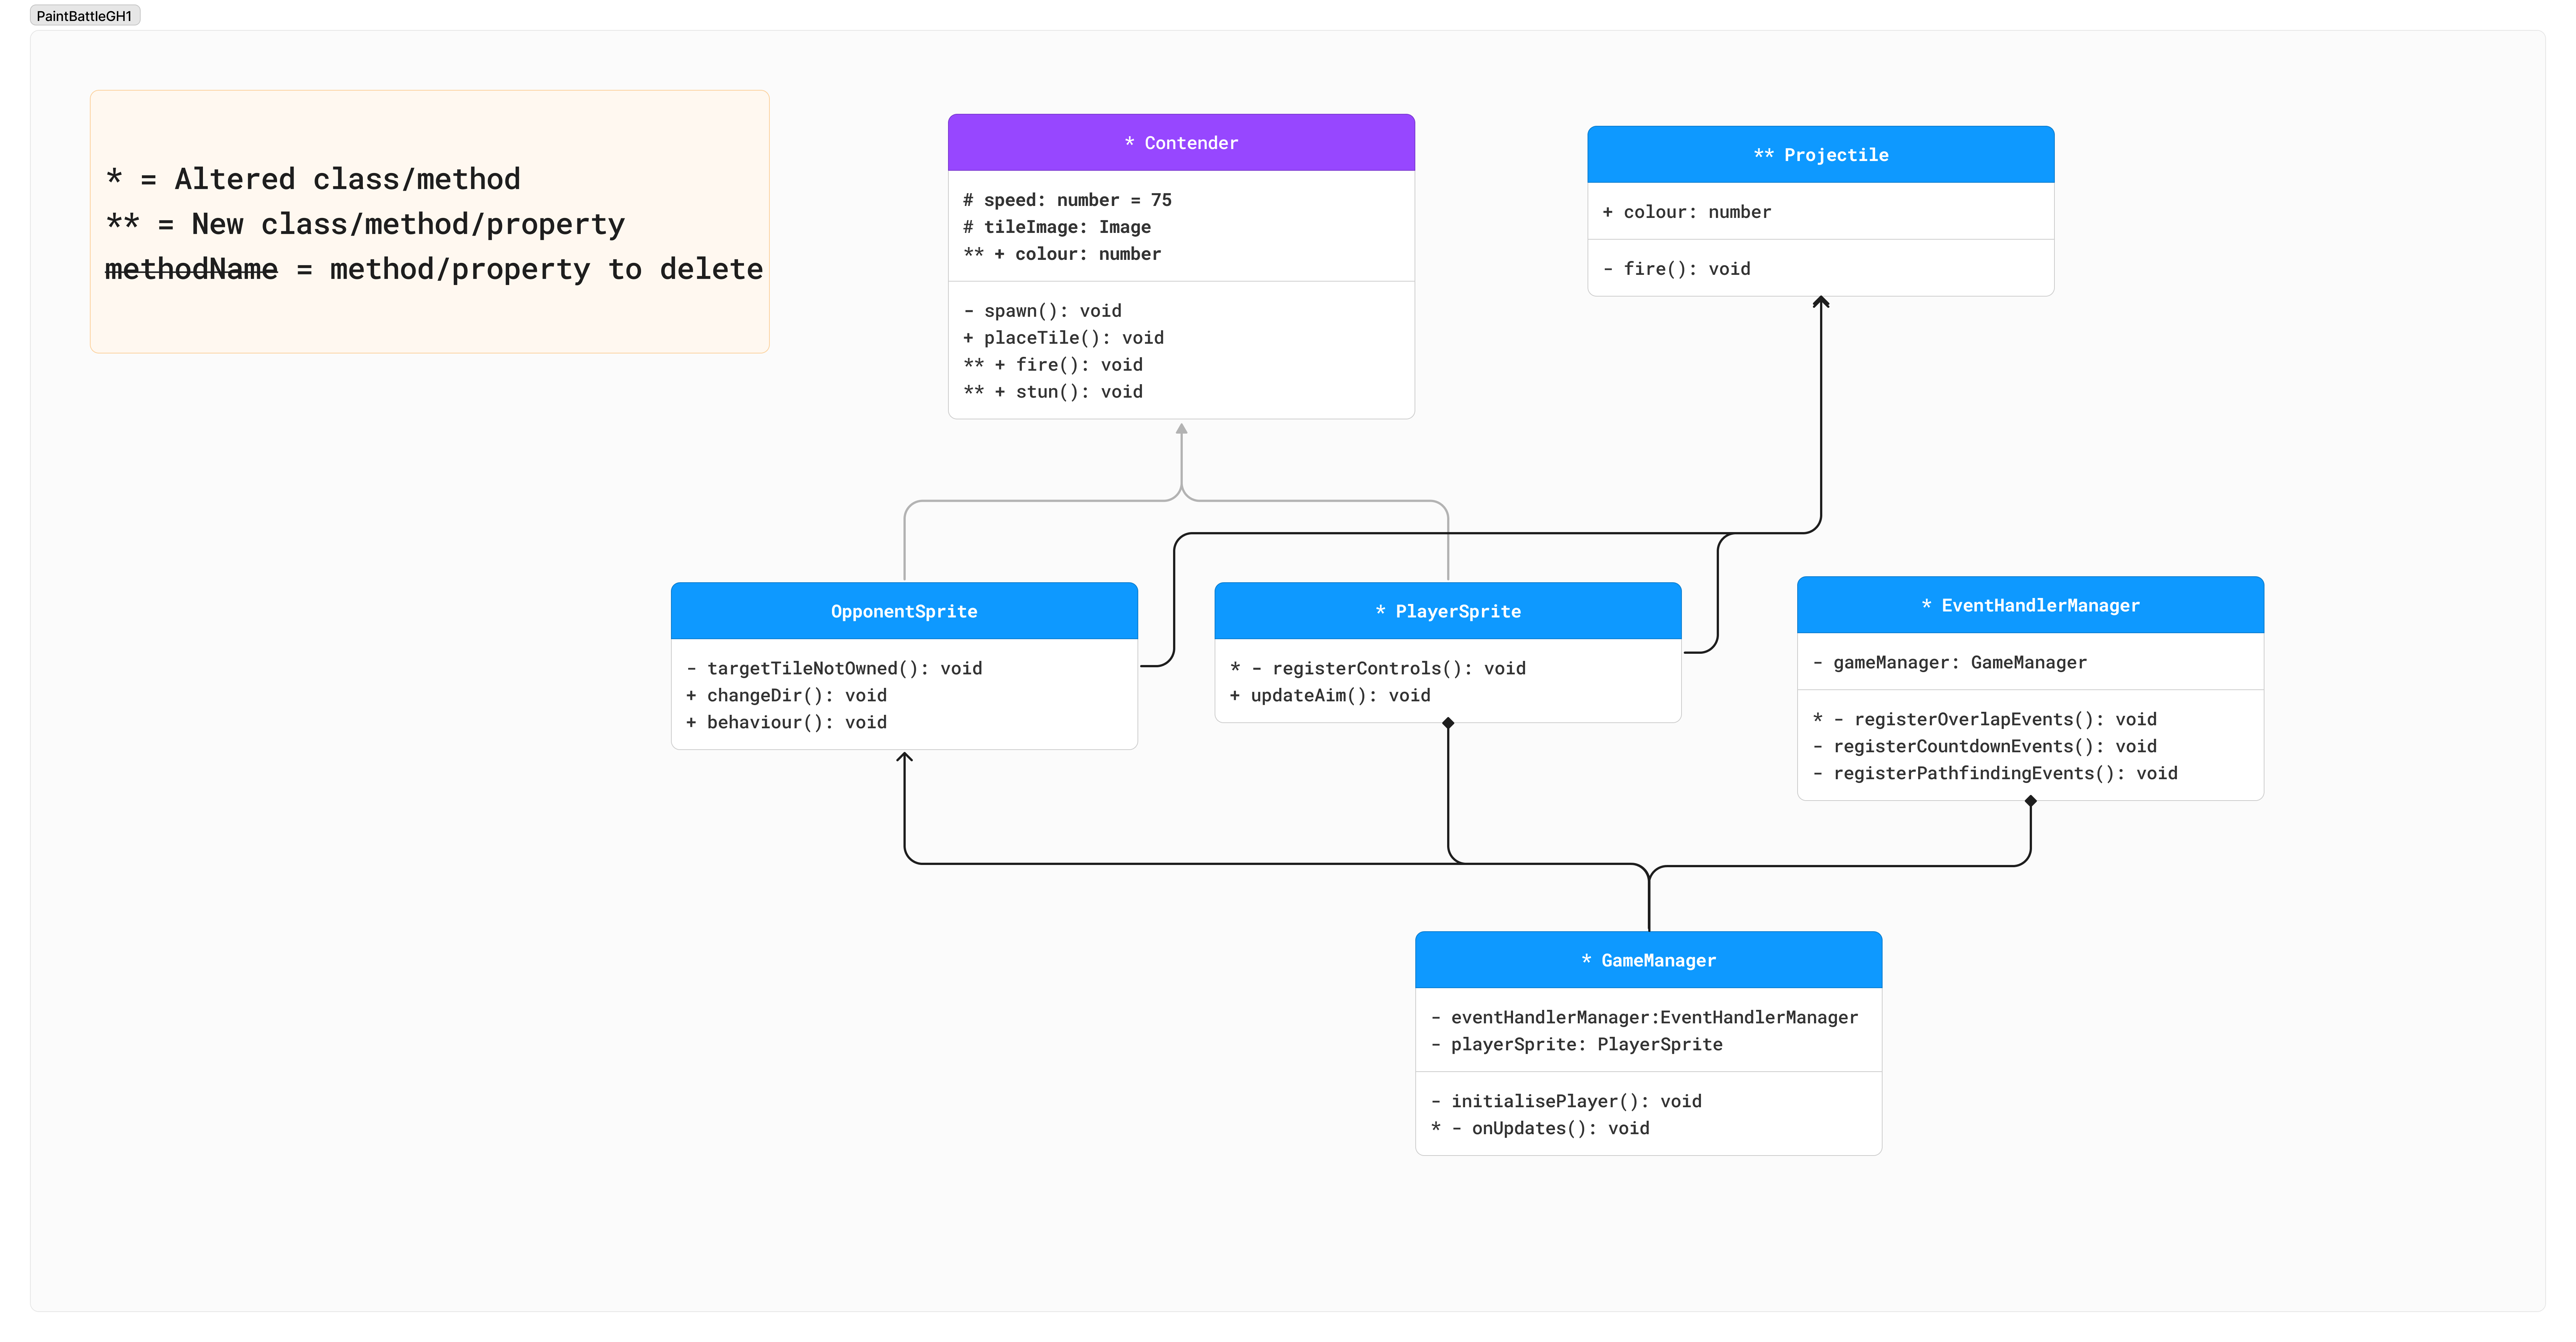 PaintBattleGH1
* = Altered class/method
** = New class/method/property
methodName = method/property to delete
* Contender
# speed: number = 75
# tileImage: Image
** + colour: number
- spawn(): void
+ placeTile(): void
** + fire(): void
** + stun(): void
** Projectile
+ colour: number
- fire(): void
OpponentSprite
- targetTileNotOwned(): void
+ changeDir(): void
+ behaviour(): void
* PlayerSprite
* - registerControls(): void
+ updateAim(): void
* EventHandlerManager
- gameManager: GameManager
* - registerOverlapEvents(): void
- registerCountdownEvents(): void
- registerPathfindingEvents(): void
* GameManager
- eventHandlerManager:EventHandlerManager
- playerSprite: PlayerSprite
- initialisePlayer(): void
* - onUpdates(): void